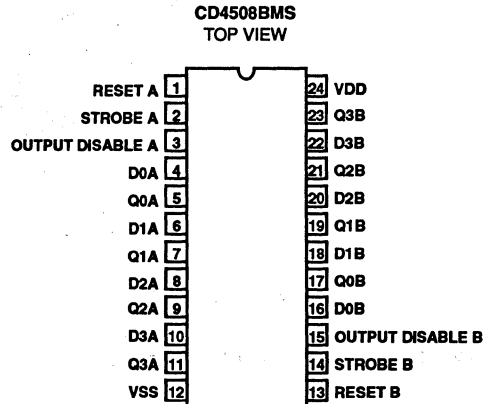 CD4508BMS
TOP VIEW
RESET A 1 24 VDD
STROBE A 2 23 Q3B
OUTPUT DISABLE A 3 22 D3B
D0A 4 21 Q2B
Q0A 5 20 D2B
D1A 6 19 Q1B
Q1A 7 18 D1B
D2A 8 17 Q0B
Q2A 9 16 D0B
D3A 10 15 OUTPUT DISABLE B
Q3A 11 14 STROBE B
VSS 12 13 RESET B